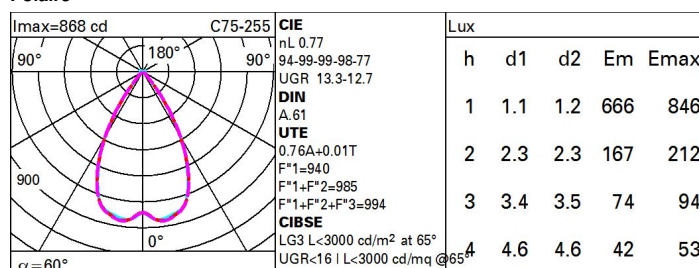 Imax=868 cd C75-255
90° 180° 90°
900
0°
α=60°
CIE
nL 0.77
94-99-99-98-77
UGR 13.3-12.7
DIN
A.61
UTE
0.76A+0.01T
F"1=940
F"1+F"2=985
F"1+F"2+F"3=994
CIBSE
LG3 L<3000 cd/m² at 65°
UGR<16 | L<3000 cd/mq @65°
Lux
h d1 d2 Em Emax
1 1.1 1.2 666 846
2 2.3 2.3 167 212
3 3.4 3.5 74 94
4 4.6 4.6 42 53